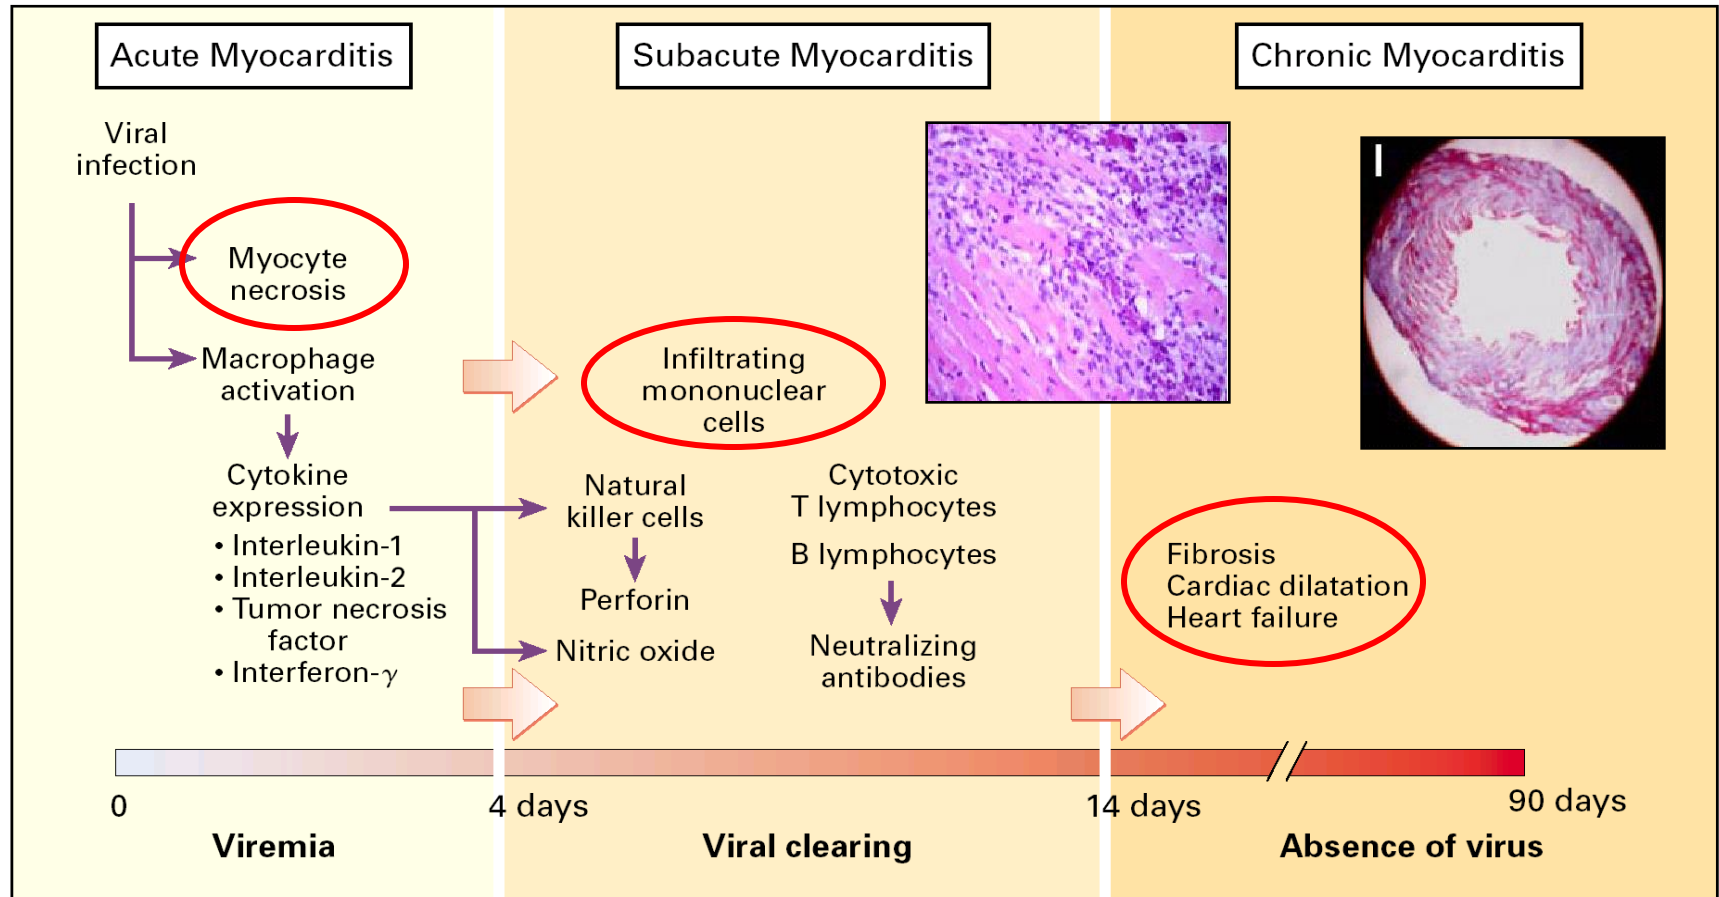 Acute Myocarditis
Viral
infection
Myocyte
necrosis
Macrophage
activation
Cytokine
expression
• Interleukin-1
• Interleukin-2
• Tumor necrosis
factor
• Interferon-γ
Subacute Myocarditis
Infiltrating
mononuclear
cells
Natural
killer cells
Perforin
Nitric oxide
Cytotoxic
T lymphocytes
B lymphocytes
Neutralizing
antibodies
Chronic Myocarditis
Fibrosis
Cardiac dilatation
Heart failure
0
4 days
14 days
90 days
Viremia
Viral clearing
Absence of virus